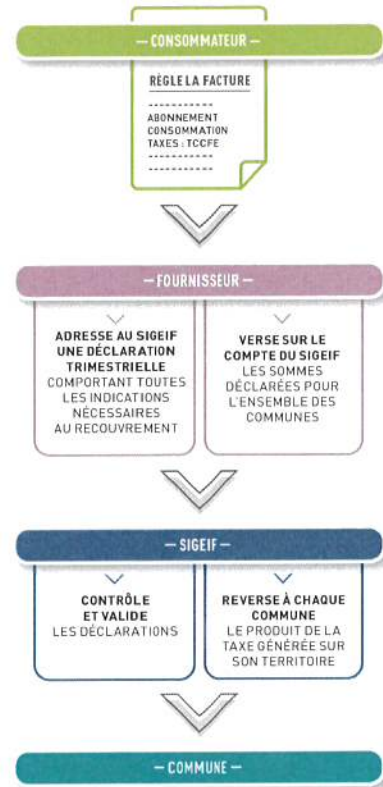 — CONSOMMATEUR —
RÈGLE LA FACTURE
-----------
ABONNEMENT
CONSOMMATION
TAXES : TCCFE
-----------
-----------
— FOURNISSEUR —
ADRESSE AU SIGEIF
UNE DÉCLARATION
TRIMESTRIELLE
COMPORTANT TOUTES
LES INDICATIONS
NÉCESSAIRES
AU RECOUVREMENT
VERSE SUR LE
COMPTE DU SIGEIF
LES SOMMES
DÉCLARÉES POUR
L'ENSEMBLE DES
COMMUNES
— SIGEIF —
CONTRÔLE
ET VALIDE
LES DÉCLARATIONS
REVERSE À CHAQUE
COMMUNE
LE PRODUIT DE LA
TAXE GÉNÉRÉE SUR
SON TERRITOIRE
— COMMUNE —